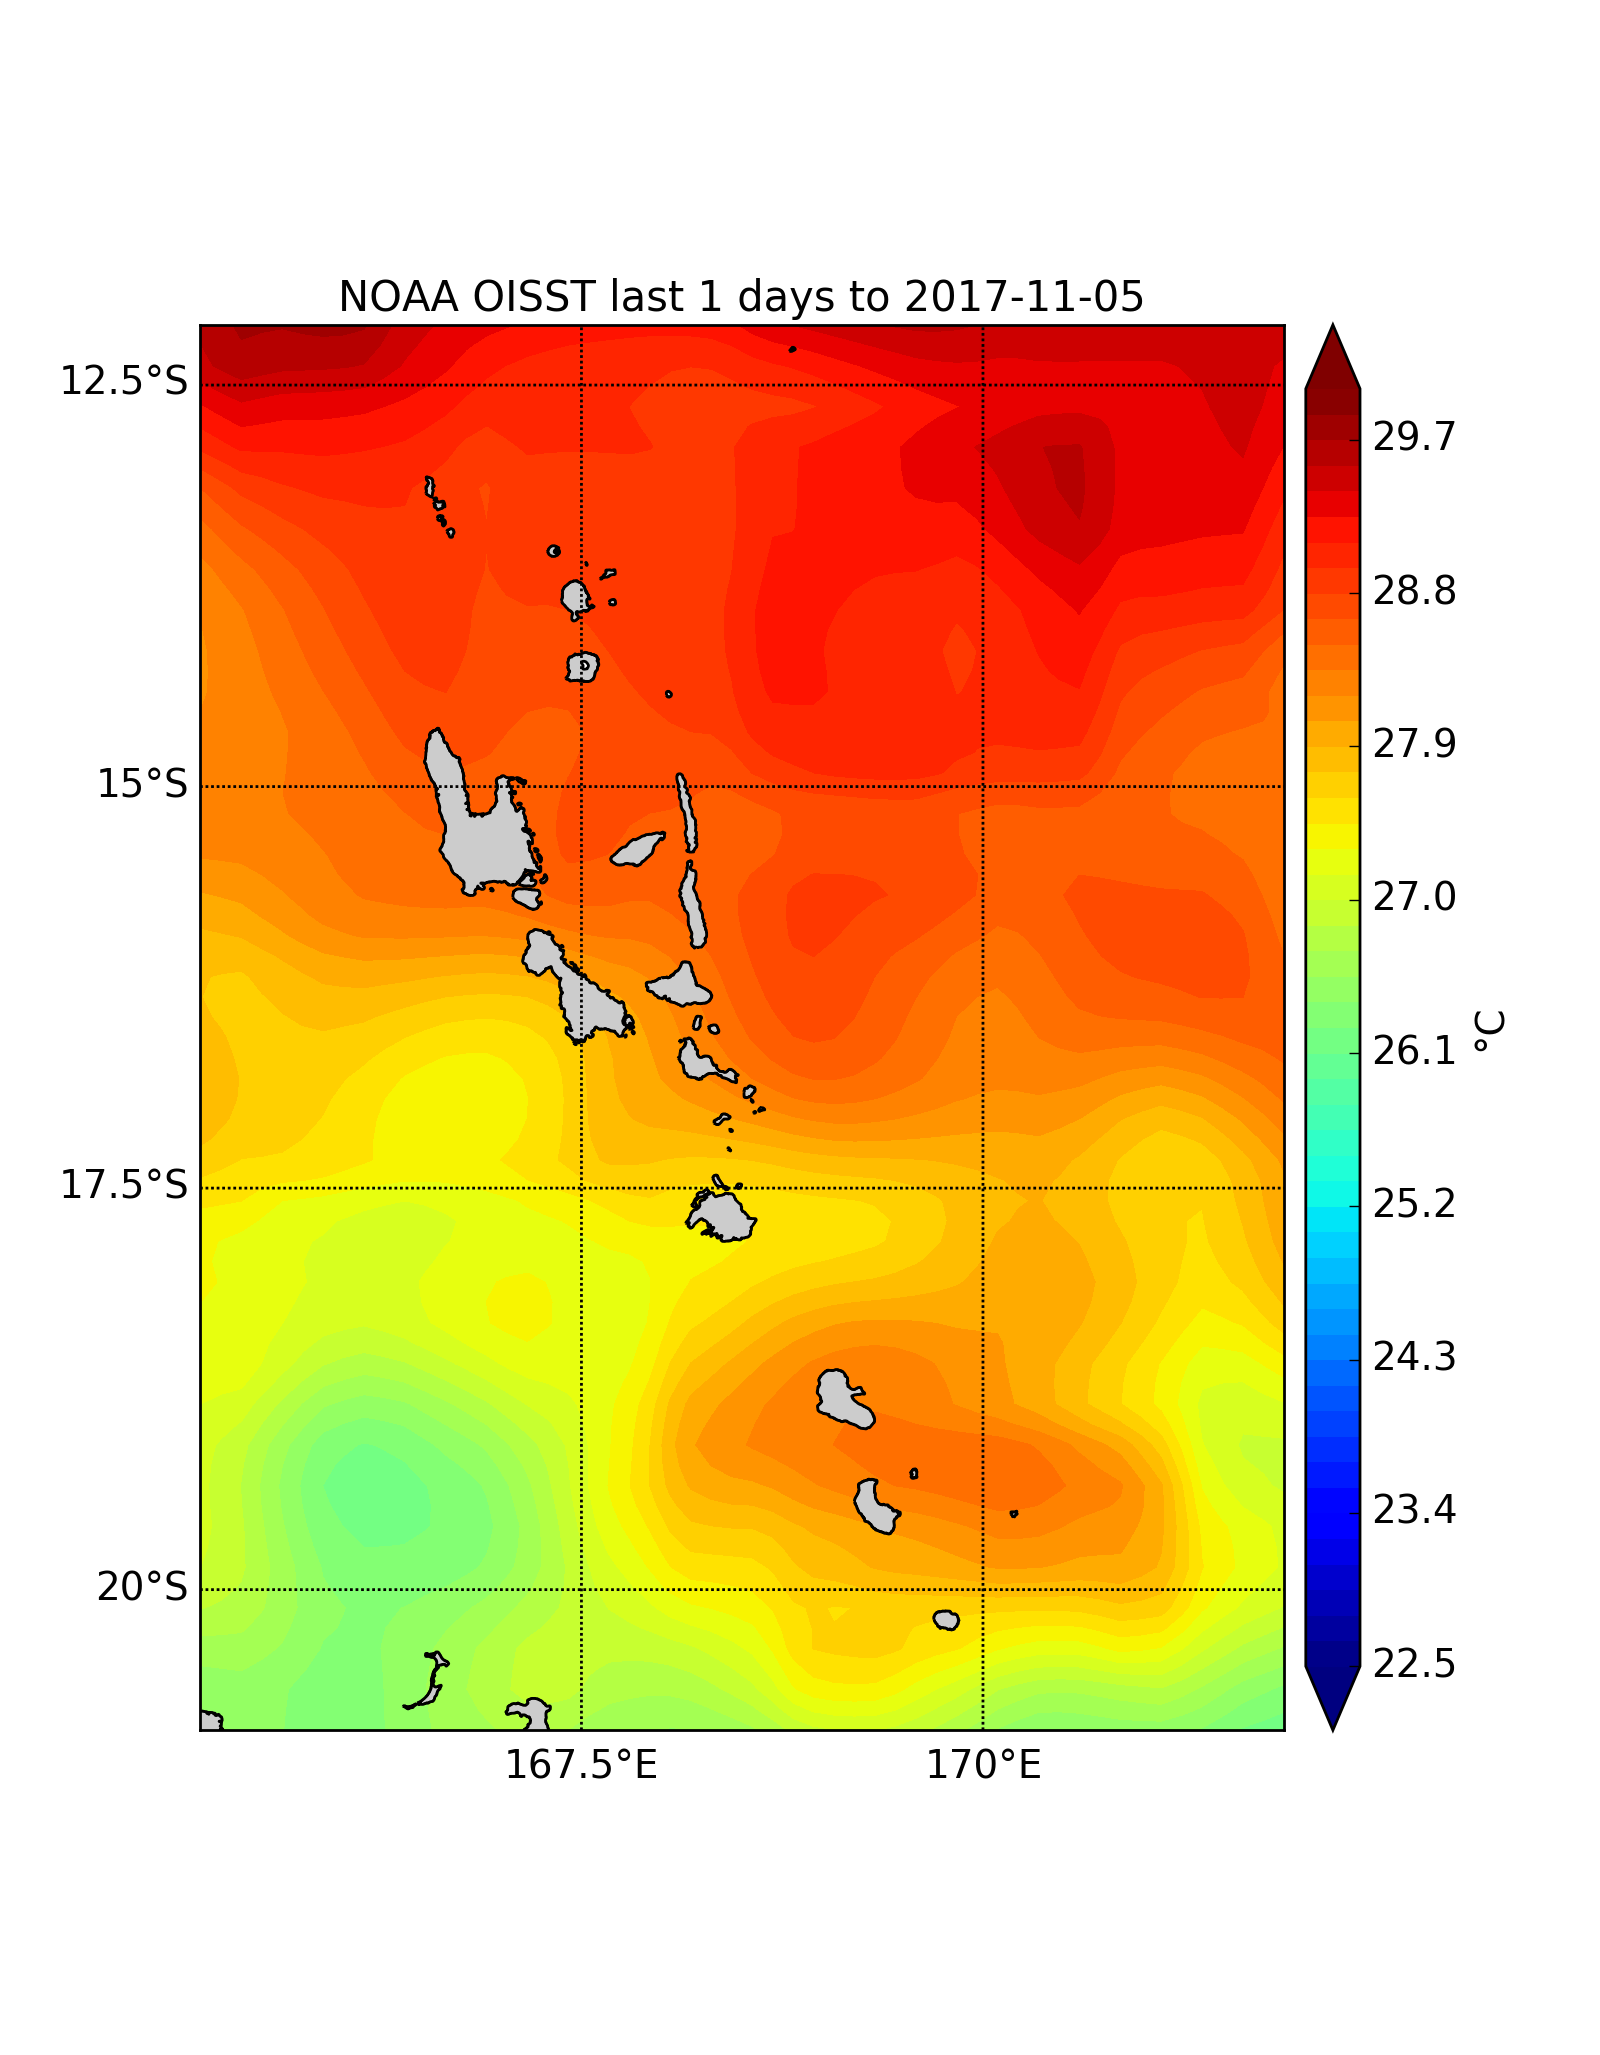 NOAA OISST last 1 days to 2017-11-05
12.5°S
15°S
17.5°S
20°S
167.5°E
170°E
29.7
28.8
27.9
27.0
26.1
25.2
24.3
23.4
22.5
°C